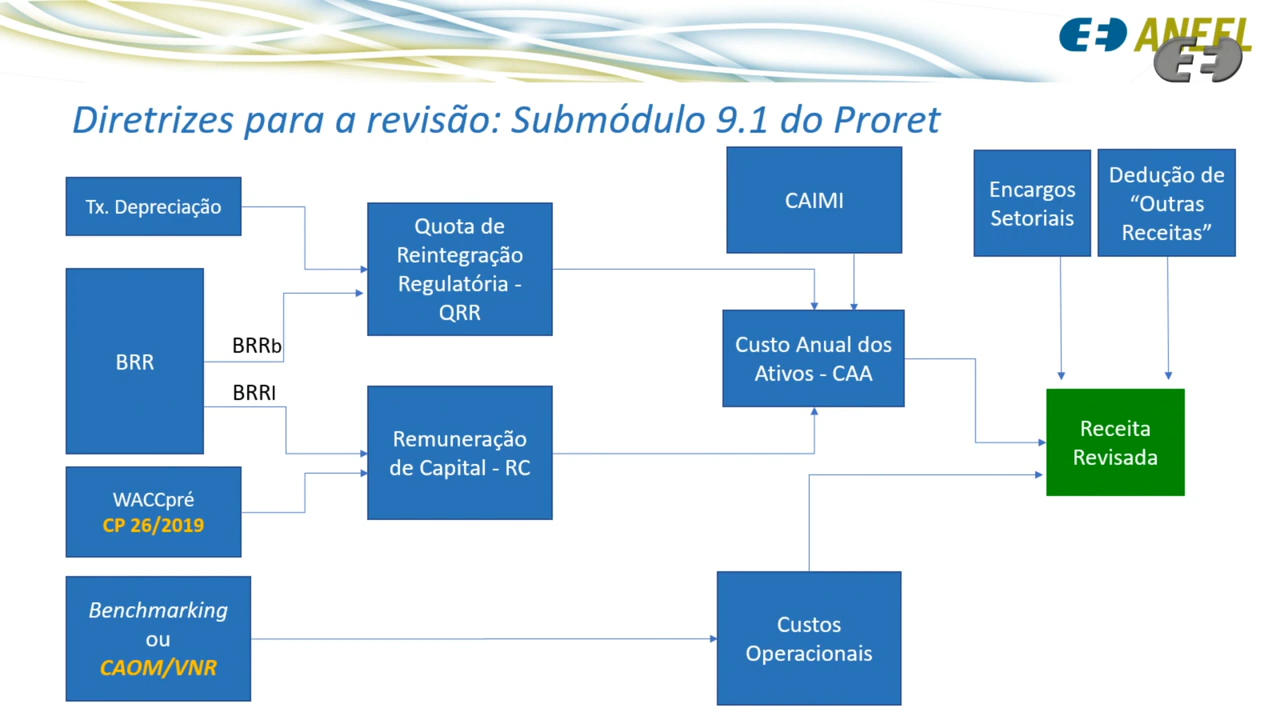 ANEEL
Diretrizes para a revisão: Submódulo 9.1 do Proret
Tx. Depreciação
BRR
BRRb
BRRl
WACCpré
CP 26/2019
Benchmarking
ou
CAOM/VNR
Quota de
Reintegração
Regulatória -
QRR
Remuneração
de Capital - RC
CAIMI
Custo Anual dos
Ativos - CAA
Custos
Operacionais
Encargos
Setoriais
Dedução de
“Outras
Receitas”
Receita
Revisada